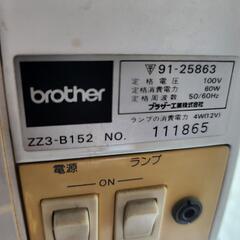 91-25863
定格電圧 100V
定格消費電力 60W
定格周波数 50/60Hz
ブラザー工業株式会社
brother
ランプの消費電力 4W(12V)
ZZ3-B152 NO. 111865
電源 ランプ
ON